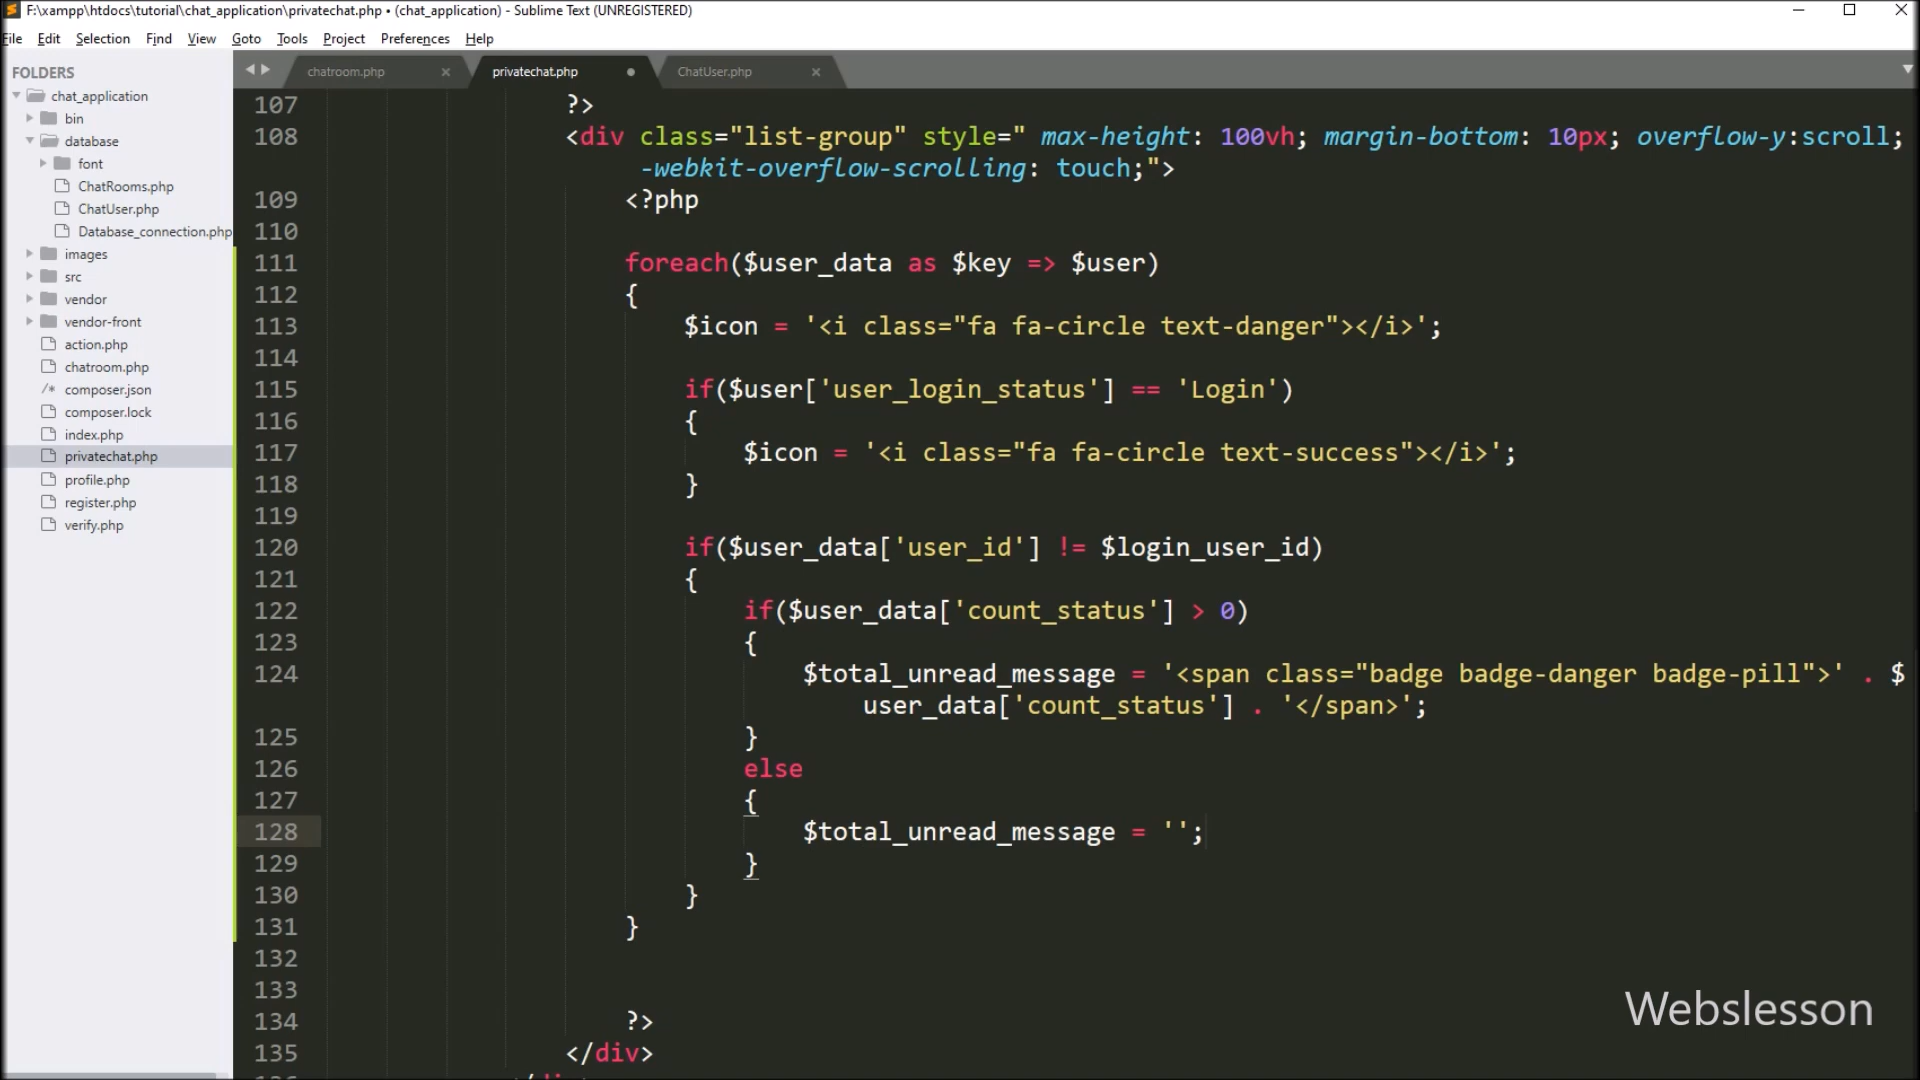 F:\xampp\htdocs\tutorial\chat_application\privatechat.php • (chat_application) - Sublime Text (UNREGISTERED)
File Edit Selection Find View Goto Tools Project Preferences Help
FOLDERS
chat_application
bin
database
font
ChatRooms.php
ChatUser.php
Database_connection.php
images
src
vendor
vendor-front
action.php
chatroom.php
/* composer.json
composer.lock
index.php
privatechat.php
profile.php
register.php
verify.php
chatroom.php × privatechat.php • ChatUser.php ×
107 ?>
108 <div class="list-group" style=" max-height: 100vh; margin-bottom: 10px; overflow-y:scroll;
-webkit-overflow-scrolling: touch;">
109 <?php
110
111 foreach($user_data as $key => $user)
112 {
113 $icon = '<i class="fa fa-circle text-danger"></i>';
114
115 if($user['user_login_status'] == 'Login')
116 {
117 $icon = '<i class="fa fa-circle text-success"></i>';
118 }
119
120 if($user_data['user_id'] != $login_user_id)
121 {
122 if($user_data['count_status'] > 0)
123 {
124 $total_unread_message = '<span class="badge badge-danger badge-pill">' . $
user_data['count_status'] . '</span>';
125 }
126 else
127 {
128 $total_unread_message = '';
129 }
130 }
131 }
132
133
134 ?>
135 </div>
Webslesson